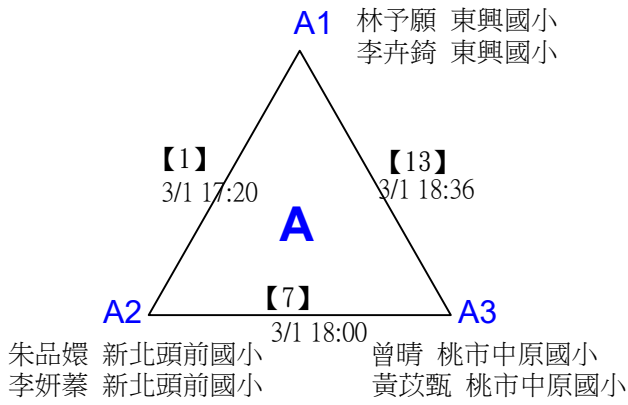 A1 林予願 東興國小
李卉錡 東興國小
【1】
3/1 17:20
【13】
3/1 18:36
A
【7】
A2
A3
3/1 18:00
朱品嬛 新北頭前國小
曾晴 桃市中原國小
李妍蓁 新北頭前國小
黃苡甄 桃市中原國小